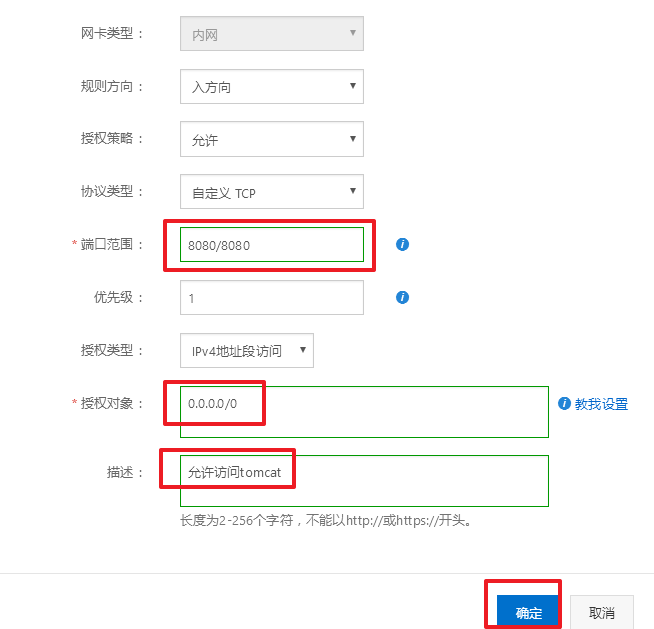 网卡类型： 内网
规则方向： 入方向
授权策略： 允许
协议类型： 自定义 TCP
* 端口范围： 8080/8080
优先级： 1
授权类型： IPv4地址段访问
* 授权对象： 0.0.0.0/0 教我设置
描述： 允许访问tomcat
长度为2-256个字符，不能以http://或https://开头。
确定 取消